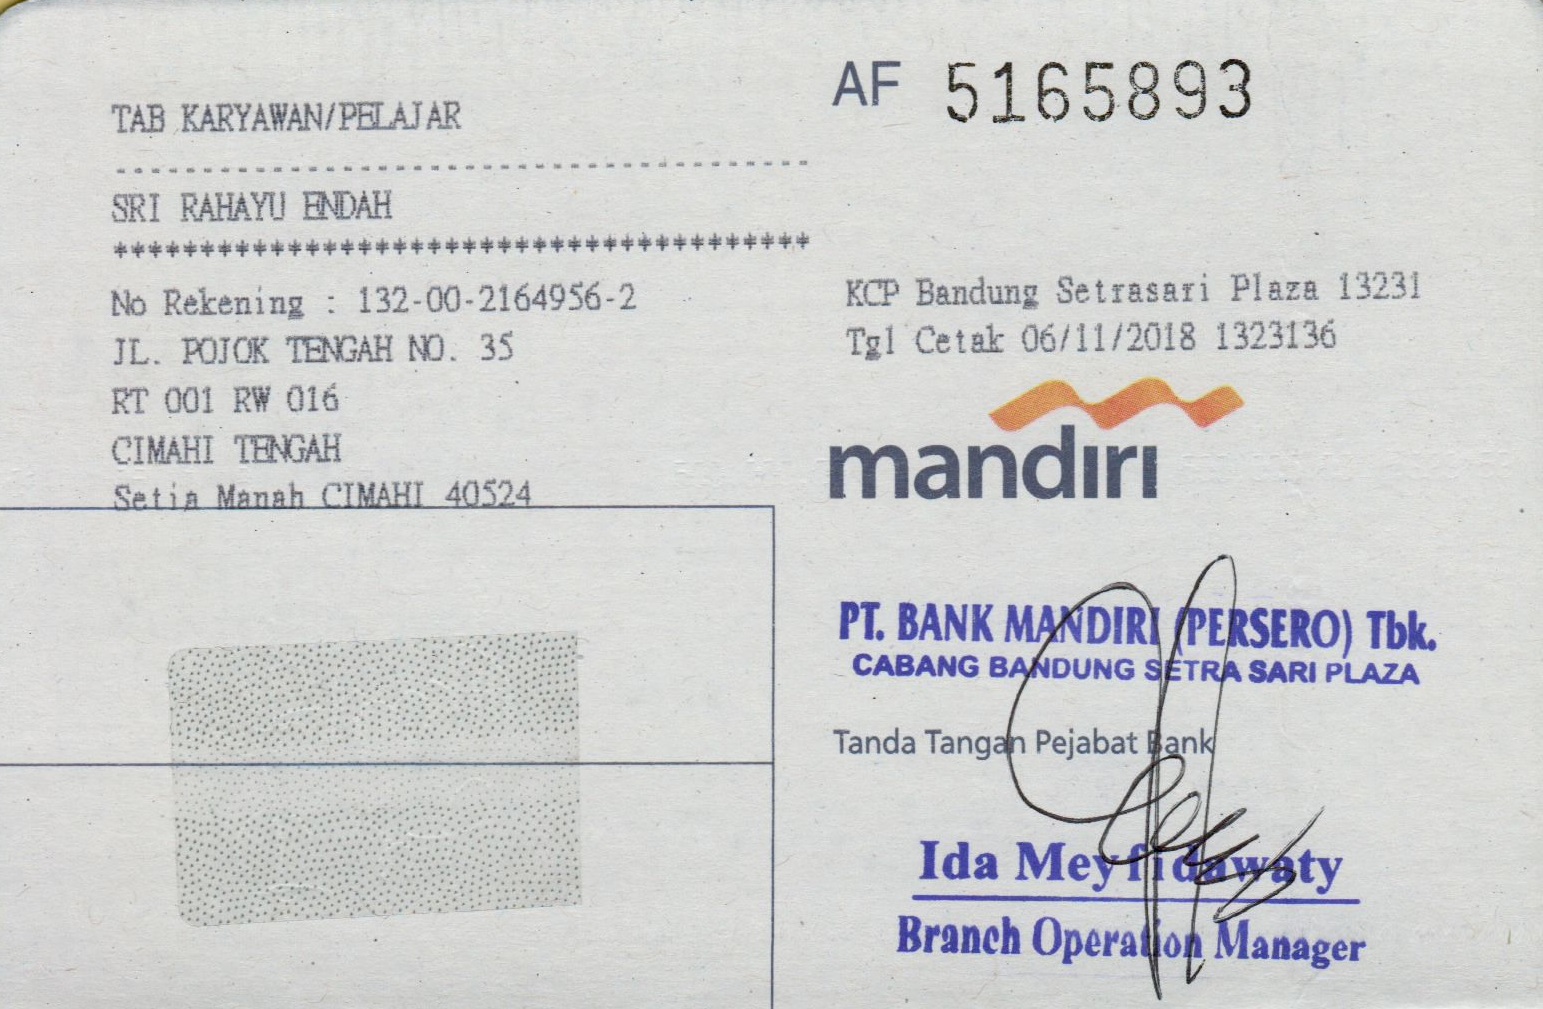 AF 5165893
TAB KARYAWAN/PELAJAR
----------------------------------------
SRI RAHAYU ENDAH
****************************************
No Rekening : 132-00-2164956-2
JL. POJOK TENGAH NO. 35
RT 001 RW 016
CIMAHI TENGAH
Setia Manah CIMAHI 40524
KCP Bandung Setrasari Plaza 13231
Tgl Cetak 06/11/2018 1323136
mandiri
PT. BANK MANDIRI (PERSERO) Tbk.
CABANG BANDUNG SETRA SARI PLAZA
Tanda Tangan Pejabat Bank
Ida Meyfidawaty
Branch Operation Manager